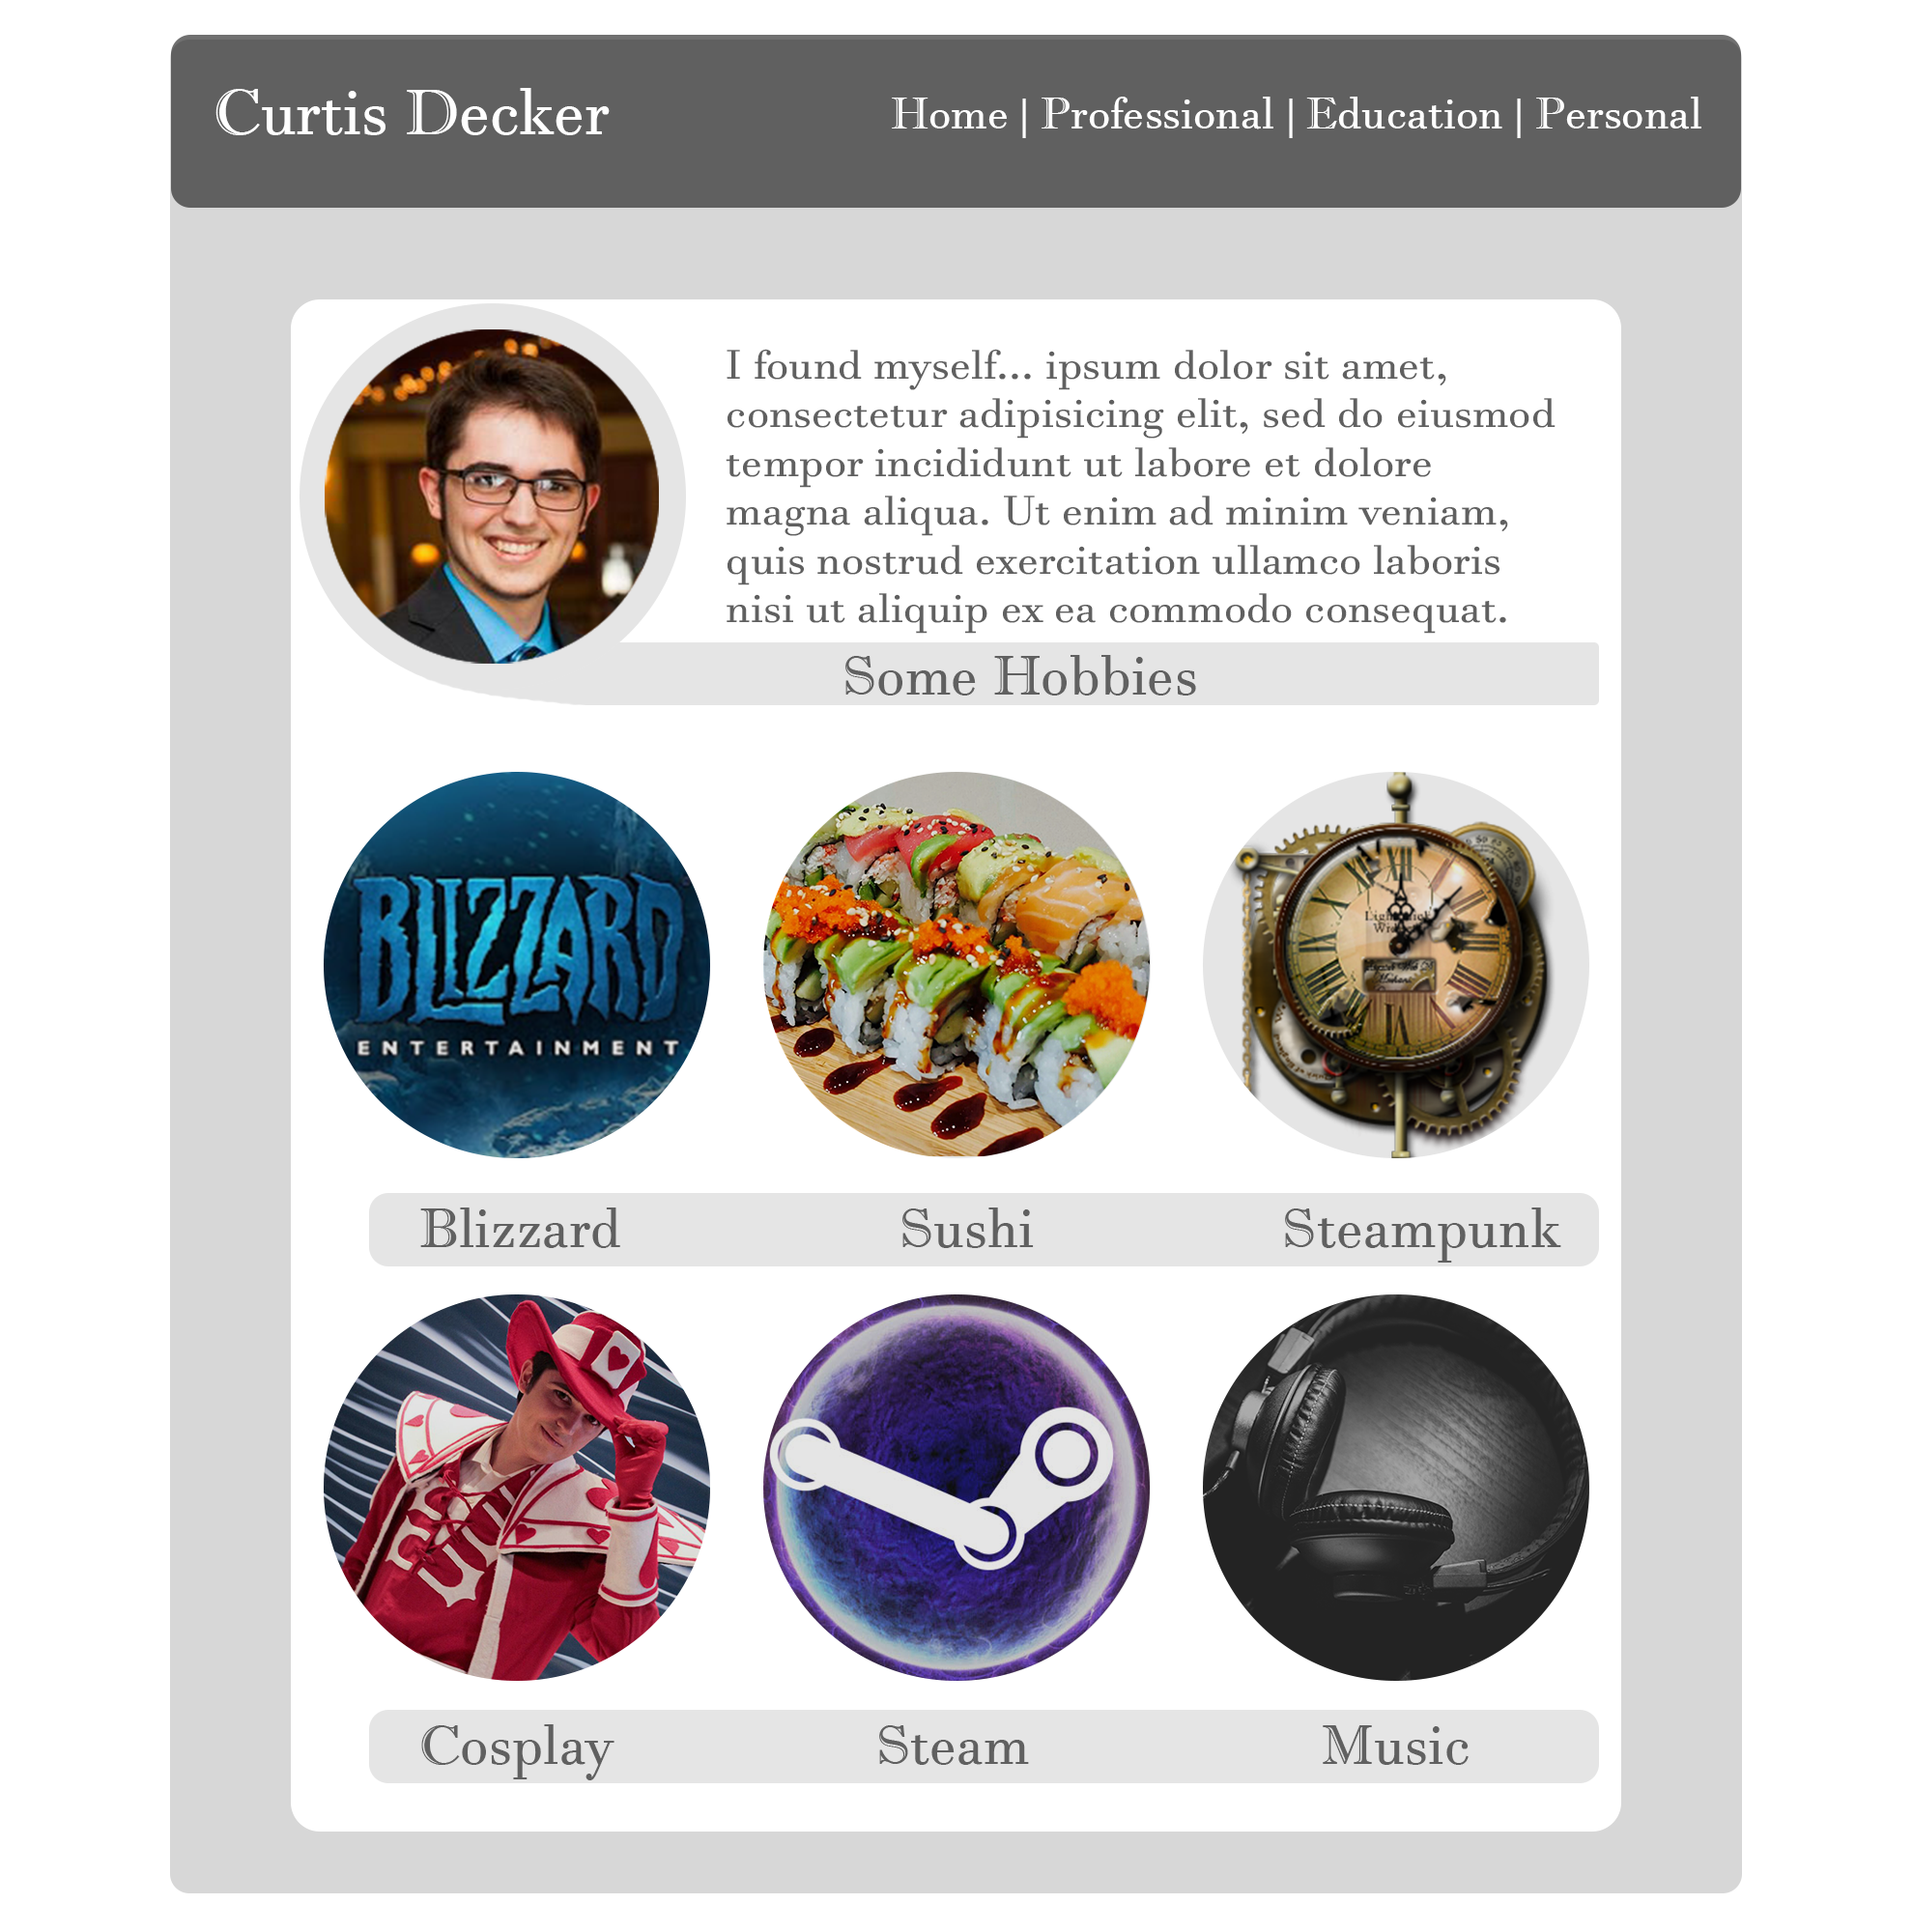 Curtis Decker
Home | Professional | Education | Personal
I found myself... ipsum dolor sit amet,
consectetur adipisicing elit, sed do eiusmod
tempor incididunt ut labore et dolore
magna aliqua. Ut enim ad minim veniam,
quis nostrud exercitation ullamco laboris
nisi ut aliquip ex ea commodo consequat.
Some Hobbies
BLIZZARD
ENTERTAINMENT
XII
Blizzard Sushi Steampunk
Cosplay Steam Music